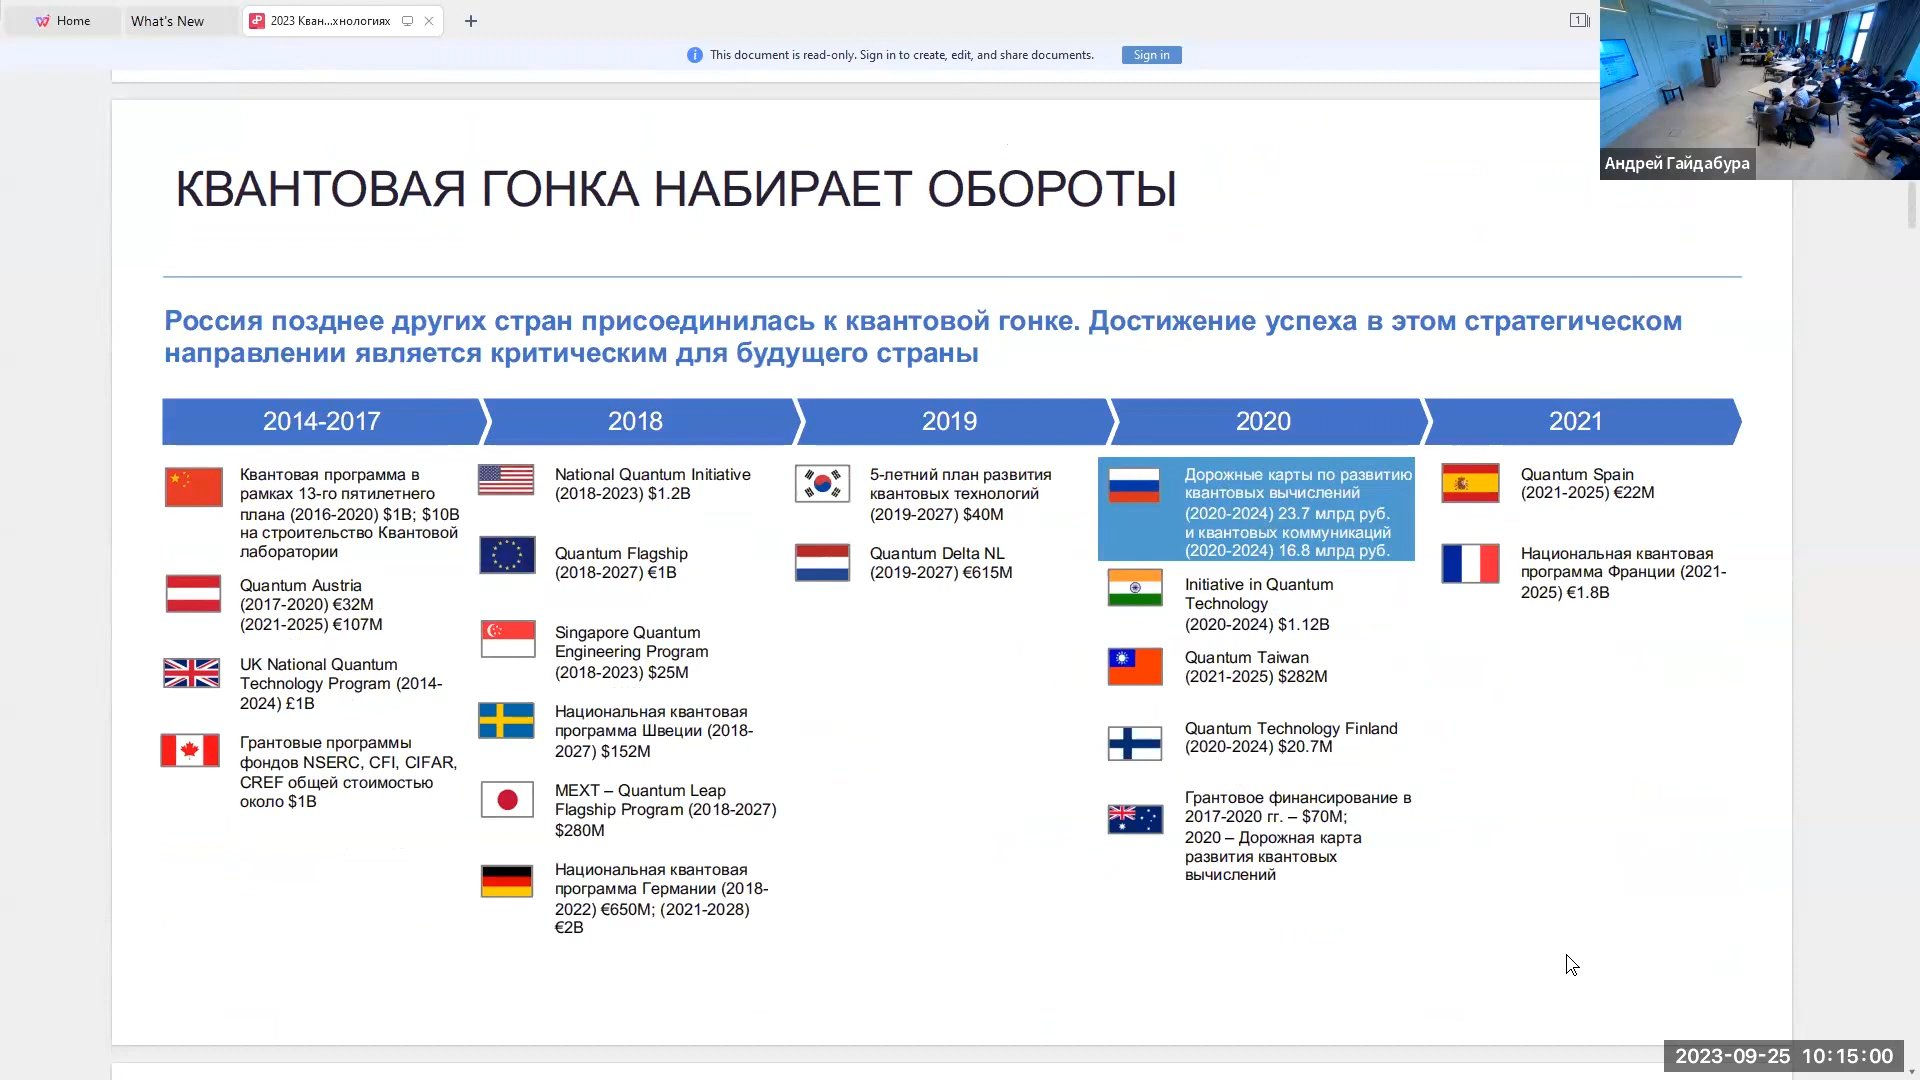 Home
What's New
2023 Кван...хнологиях
1
This document is read-only. Sign in to create, edit, and share documents.
Sign in
Андрей Гайдабура
КВАНТОВАЯ ГОНКА НАБИРАЕТ ОБОРОТЫ
Россия позднее других стран присоединилась к квантовой гонке. Достижение успеха в этом стратегическом
направлении является критическим для будущего страны
2014-2017
2018
2019
2020
2021
Квантовая программа в
рамках 13-го пятилетнего
плана (2016-2020) $1B; $10B
на строительство Квантовой
лаборатории
Quantum Austria
(2017-2020) €32M
(2021-2025) €107M
UK National Quantum
Technology Program (2014-
2024) £1B
Грантовые программы
фондов NSERC, CFI, CIFAR,
CREF общей стоимостью
около $1B
National Quantum Initiative
(2018-2023) $1.2B
Quantum Flagship
(2018-2027) €1B
Singapore Quantum
Engineering Program
(2018-2023) $25M
Национальная квантовая
программа Швеции (2018-
2027) $152M
MEXT – Quantum Leap
Flagship Program (2018-2027)
$280M
Национальная квантовая
программа Германии (2018-
2022) €650M; (2021-2028)
€2B
5-летний план развития
квантовых технологий
(2019-2027) $40M
Quantum Delta NL
(2019-2027) €615M
Дорожные карты по развитию
квантовых вычислений
(2020-2024) 23.7 млрд руб.
и квантовых коммуникаций
(2020-2024) 16.8 млрд руб.
Initiative in Quantum
Technology
(2020-2024) $1.12B
Quantum Taiwan
(2021-2025) $282M
Quantum Technology Finland
(2020-2024) $20.7M
Грантовое финансирование в
2017-2020 гг. – $70M;
2020 – Дорожная карта
развития квантовых
вычислений
Quantum Spain
(2021-2025) €22M
Национальная квантовая
программа Франции (2021-
2025) €1.8B
2023-09-25 10:15:00